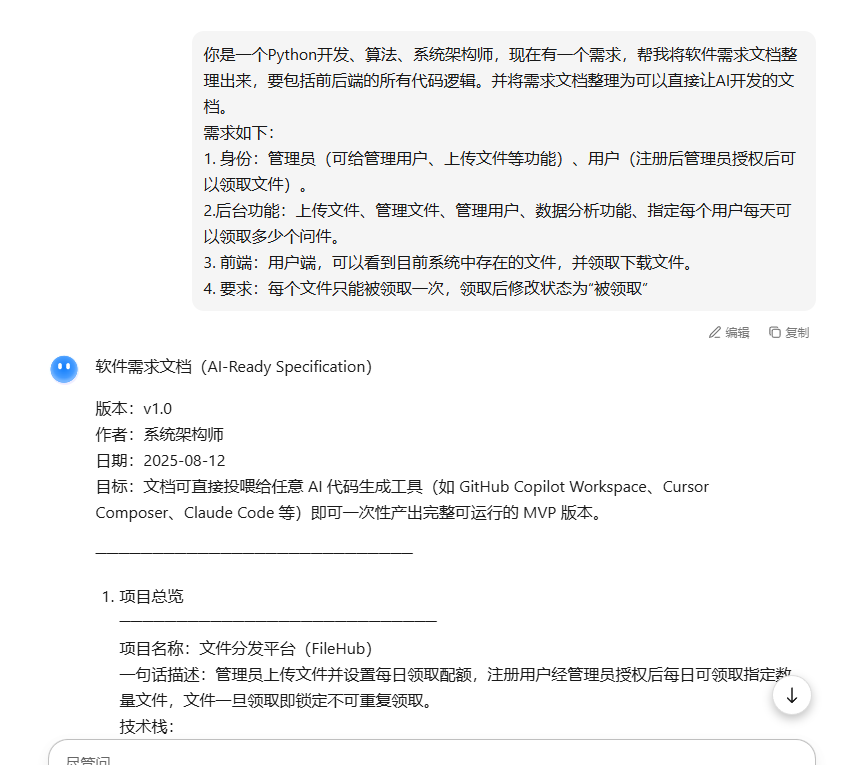 你是一个Python开发、算法、系统架构师，现在有一个需求，帮我将软件需求文档整
理出来，要包括前后端的所有代码逻辑。并将需求文档整理为可以直接让AI开发的文
档。
需求如下：
1. 身份：管理员（可给管理用户、上传文件等功能）、用户（注册后管理员授权后可
以领取文件）。
2.后台功能：上传文件、管理文件、管理用户、数据分析功能、指定每个用户每天可
以领取多少个问件。
3. 前端：用户端，可以看到目前系统中存在的文件，并领取下载文件。
4. 要求：每个文件只能被领取一次，领取后修改状态为“被领取”
编辑 复制
软件需求文档（AI-Ready Specification）
版本：v1.0
作者：系统架构师
日期：2025-08-12
目标：文档可直接投喂给任意 AI 代码生成工具（如 GitHub Copilot Workspace、Cursor
Composer、Claude Code 等）即可一次性产出完整可运行的 MVP 版本。
1. 项目总览
项目名称：文件分发平台（FileHub）
一句话描述：管理员上传文件并设置每日领取配额，注册用户经管理员授权后每日可领取指定数
量文件，文件一旦领取即锁定不可重复领取。
技术栈：
尽管问